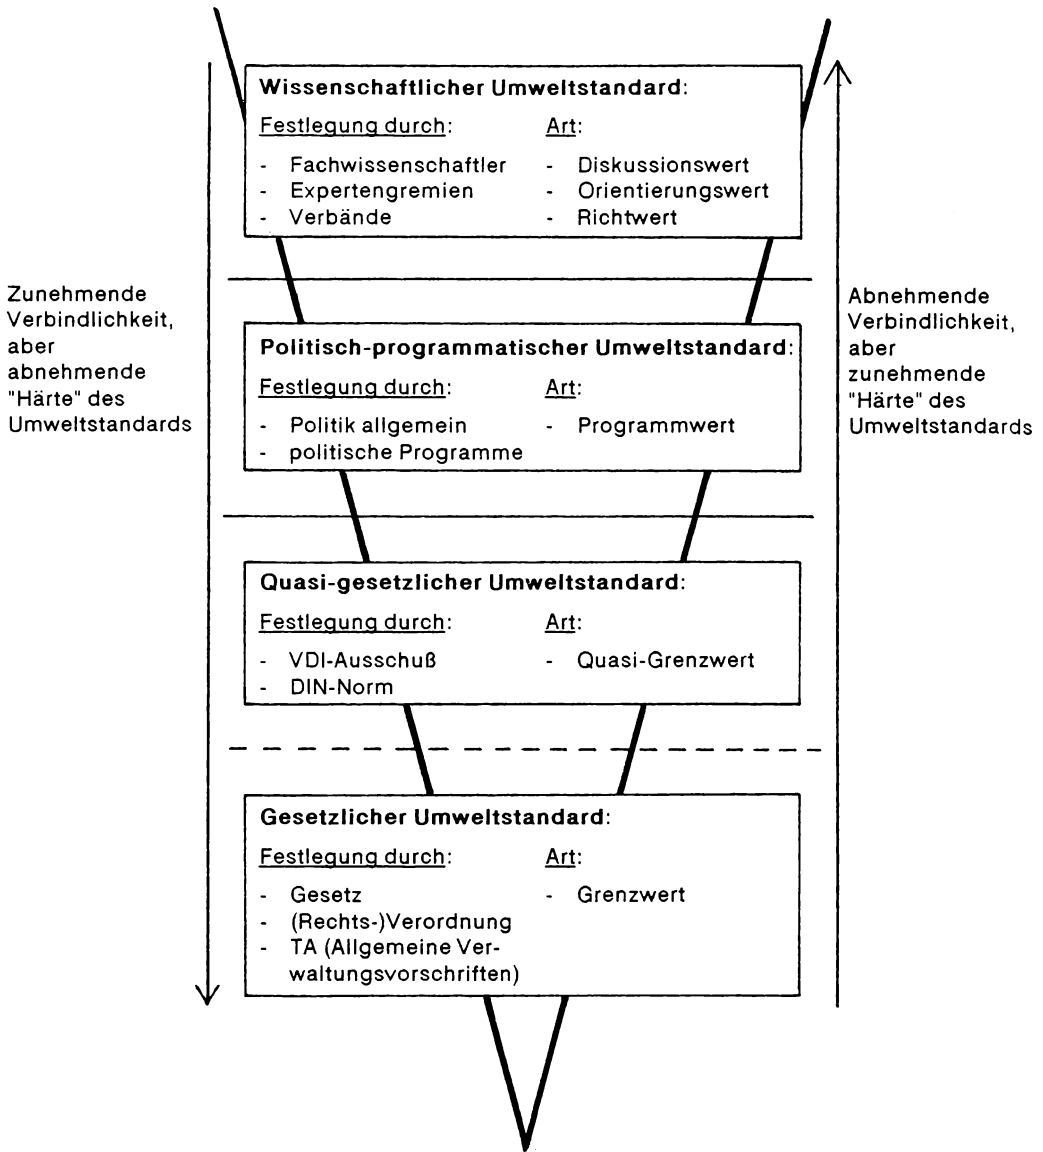 Wissenschaftlicher Umweltstandard:
Festlegung durch:
Art:
- Fachwissenschaftler
- Expertengremien
- Verbände
- Diskussionswert
- Orientierungswert
- Richtwert
Zunehmende
Verbindlichkeit,
aber
abnehmende
"Härte" des
Umweltstandards
Abnehmende
Verbindlichkeit,
aber
zunehmende
"Härte" des
Umweltstandards
Politisch-programmatischer Umweltstandard:
Festlegung durch:
Art:
- Politik allgemein
- politische Programme
- Programmwert
Quasi-gesetzlicher Umweltstandard:
Festlegung durch:
Art:
- VDI-Ausschuß
- DIN-Norm
- Quasi-Grenzwert
Gesetzlicher Umweltstandard:
Festlegung durch:
Art:
- Gesetz
- (Rechts-)Verordnung
- TA (Allgemeine Ver-
waltungsvorschriften)
- Grenzwert